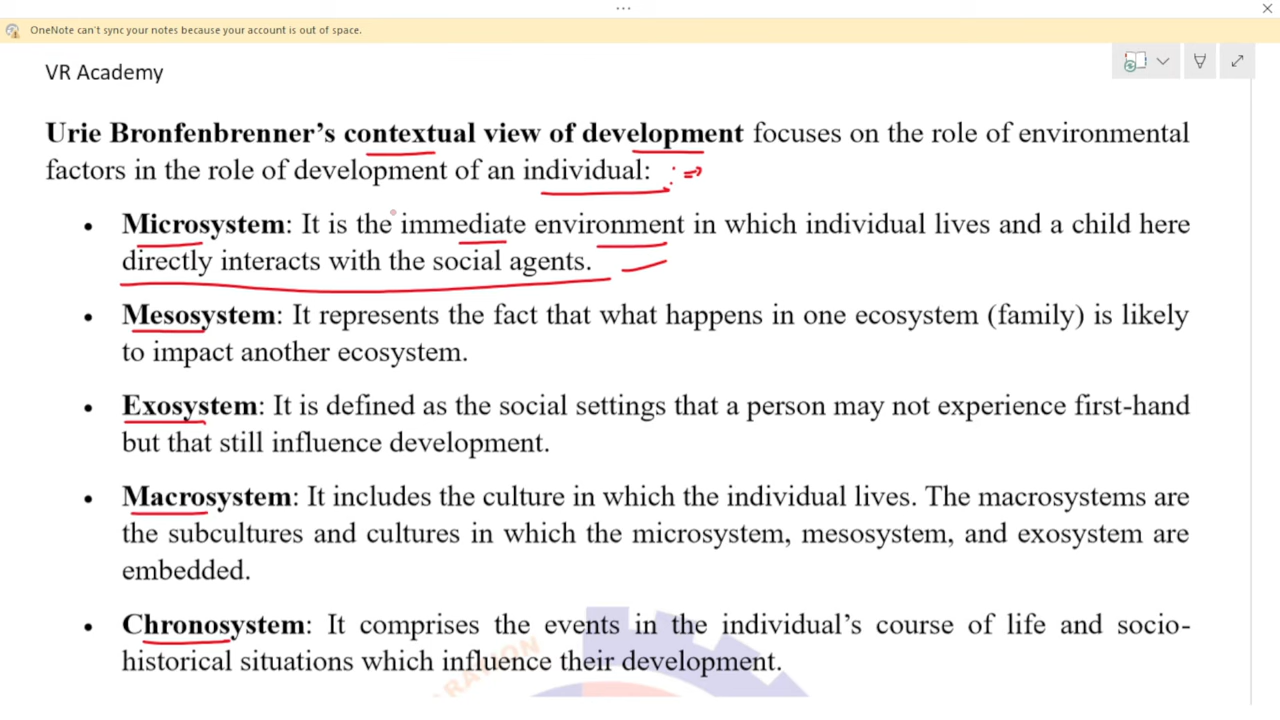 OneNote can't sync your notes because your account is out of space.
VR Academy
Urie Bronfenbrenner's contextual view of development focuses on the role of environmental
factors in the role of development of an individual:
• Microsystem: It is the immediate environment in which individual lives and a child here
directly interacts with the social agents.
• Mesosystem: It represents the fact that what happens in one ecosystem (family) is likely
to impact another ecosystem.
• Exosystem: It is defined as the social settings that a person may not experience first-hand
but that still influence development.
• Macrosystem: It includes the culture in which the individual lives. The macrosystems are
the subcultures and cultures in which the microsystem, mesosystem, and exosystem are
embedded.
• Chronosystem: It comprises the events in the individual's course of life and socio-
historical situations which influence their development.